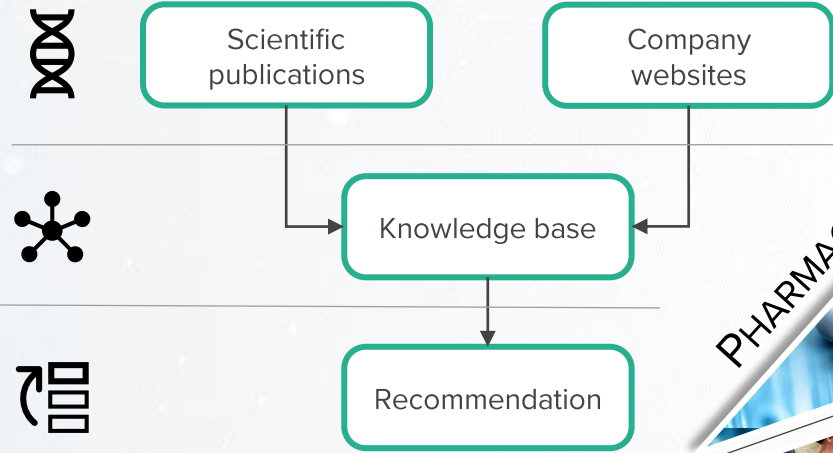 Scientific
publications
Company
websites
Knowledge base
Recommendation